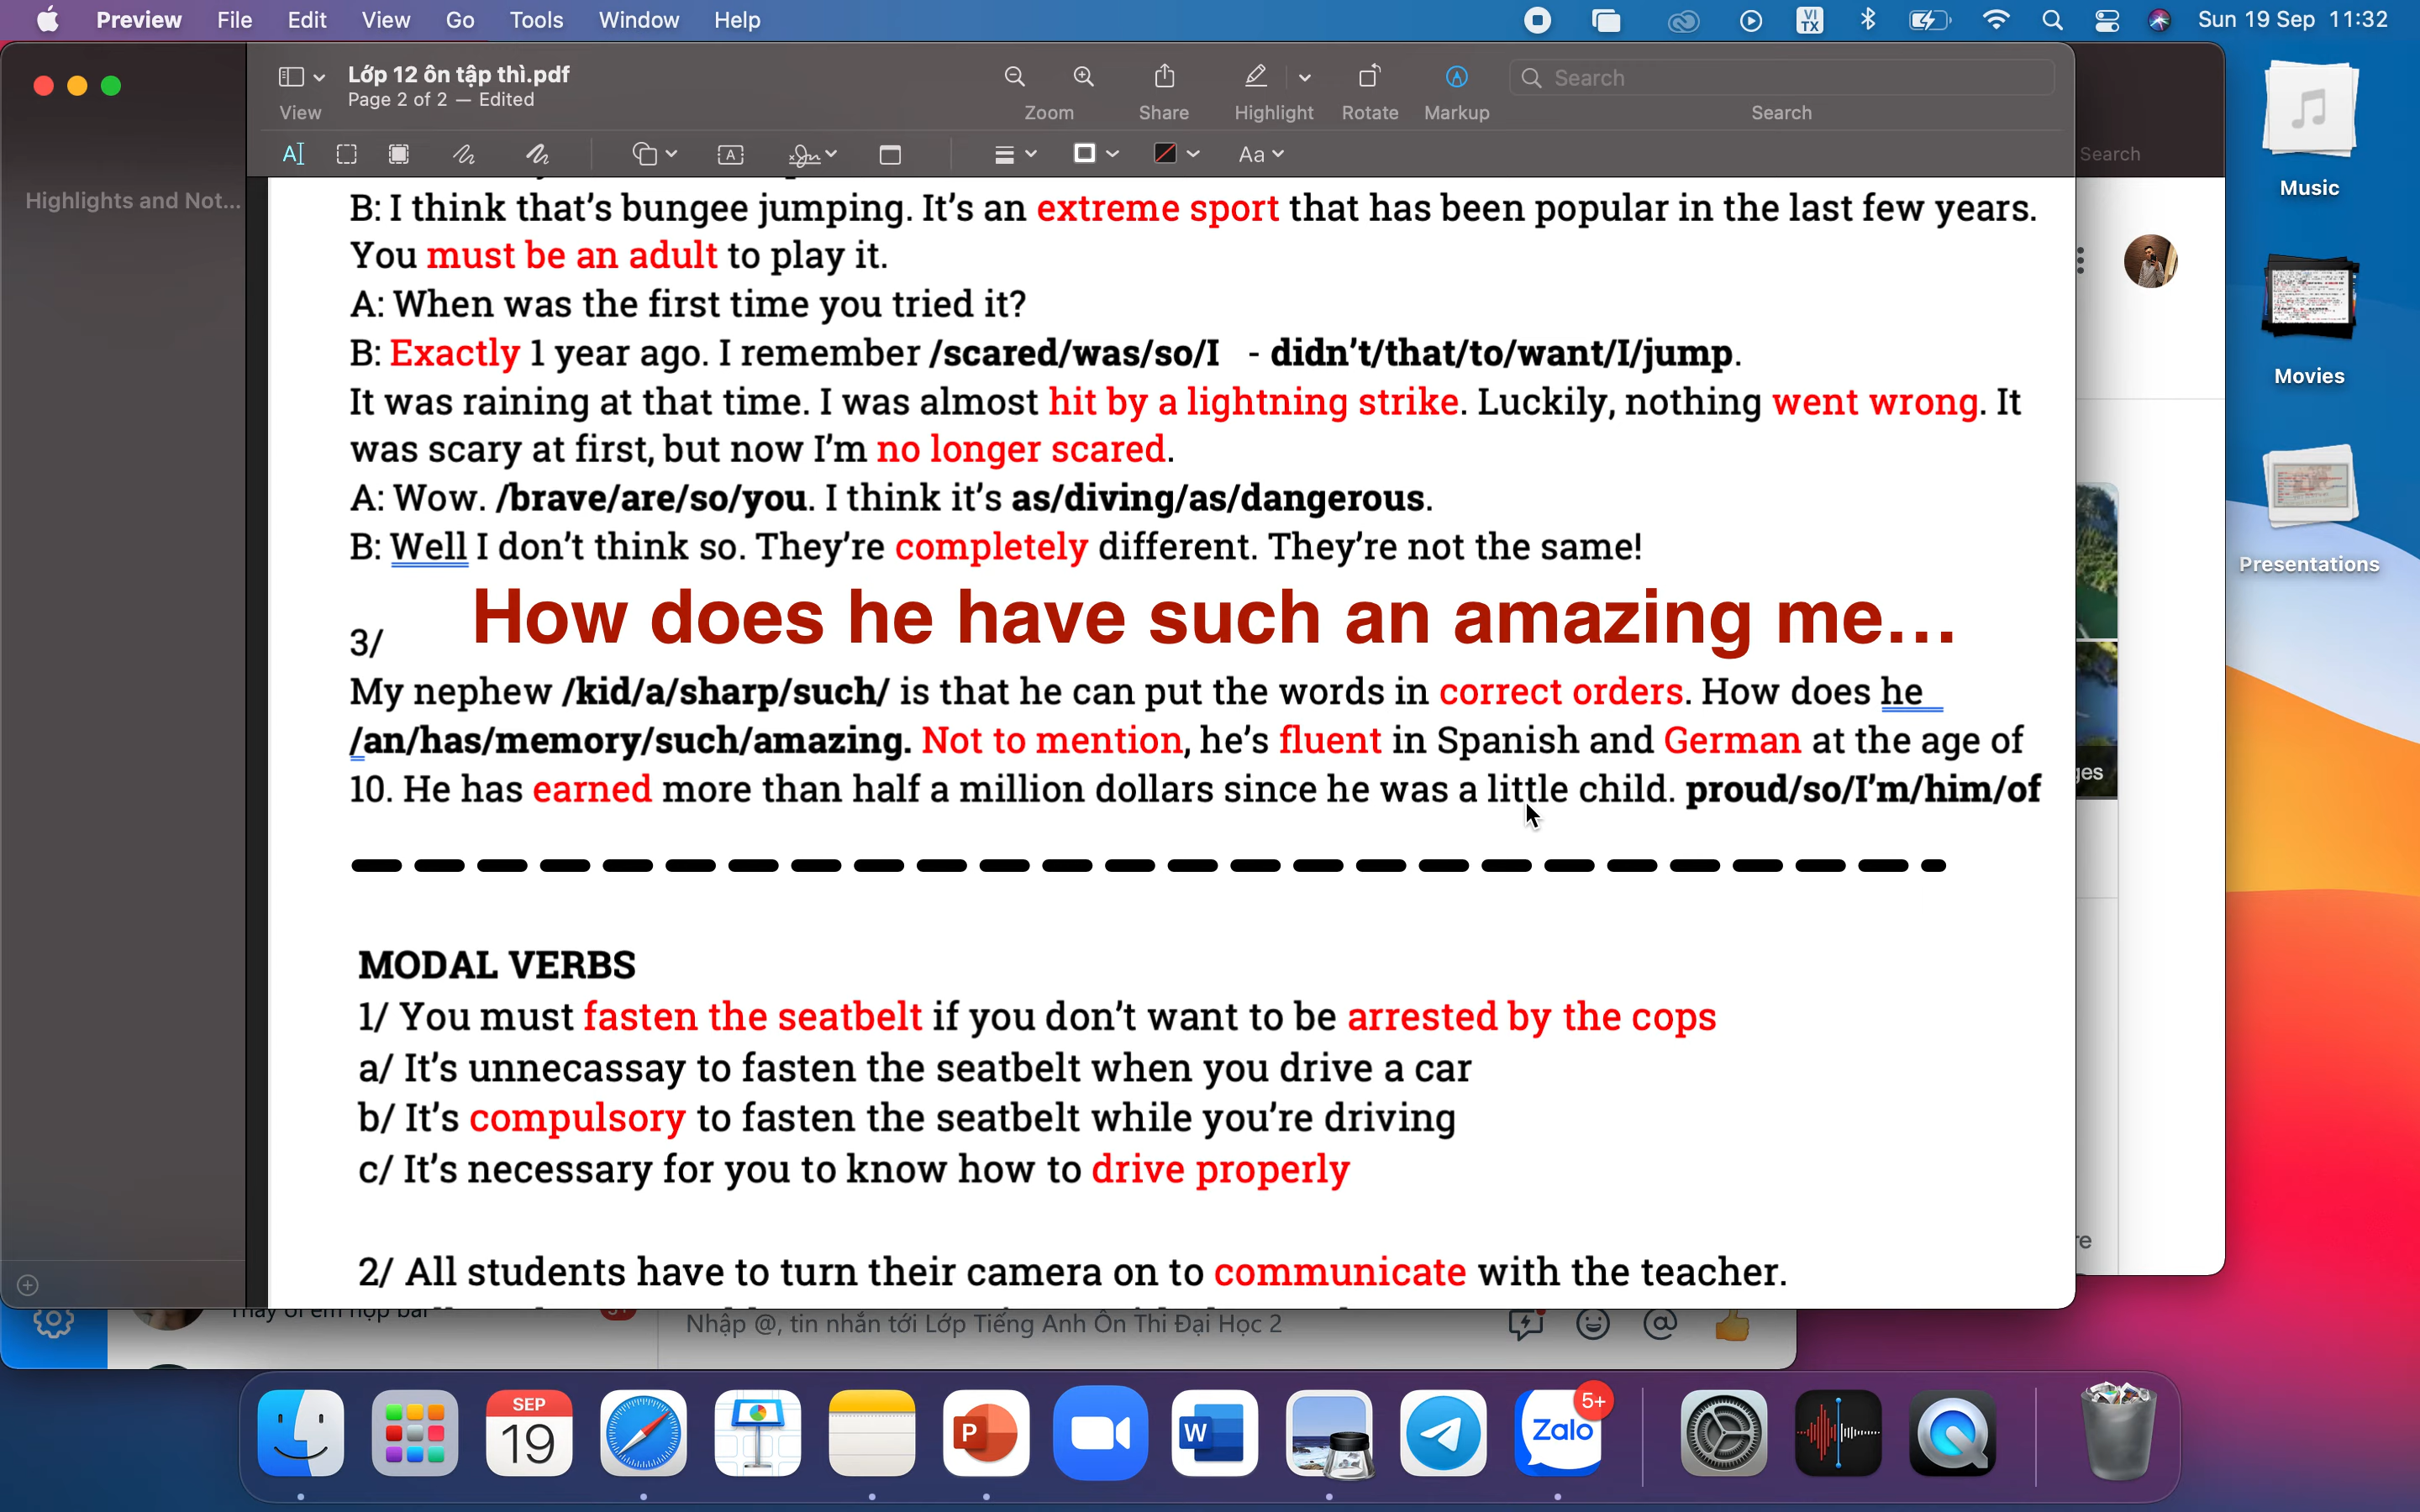 Preview File Edit View Go Tools Window Help VI TX Sun 19 Sep 11:32
Lớp 12 ôn tập thì.pdf
Page 2 of 2 — Edited
Search
View Zoom Share Highlight Rotate Markup Search
A Aa
Search
Highlights and Not...
B: I think that's bungee jumping. It's an extreme sport that has been popular in the last few years.
You must be an adult to play it.
A: When was the first time you tried it?
B: Exactly 1 year ago. I remember /scared/was/so/I - didn't/that/to/want/I/jump.
It was raining at that time. I was almost hit by a lightning strike. Luckily, nothing went wrong. It
was scary at first, but now I'm no longer scared.
A: Wow. /brave/are/so/you. I think it's as/diving/as/dangerous.
B: Well I don't think so. They're completely different. They're not the same!
How does he have such an amazing me...
3/
My nephew /kid/a/sharp/such/ is that he can put the words in correct orders. How does he
/an/has/memory/such/amazing. Not to mention, he's fluent in Spanish and German at the age of
10. He has earned more than half a million dollars since he was a little child. proud/so/I'm/him/of
MODAL VERBS
1/ You must fasten the seatbelt if you don't want to be arrested by the cops
a/ It's unnecassay to fasten the seatbelt when you drive a car
b/ It's compulsory to fasten the seatbelt while you're driving
c/ It's necessary for you to know how to drive properly
2/ All students have to turn their camera on to communicate with the teacher.
Music
Movies
Presentations
ges
re
Thầy ơi em nộp bài
Nhập @, tin nhắn tới Lớp Tiếng Anh Ôn Thi Đại Học 2
SEP
19
P
W
Zalo
5+